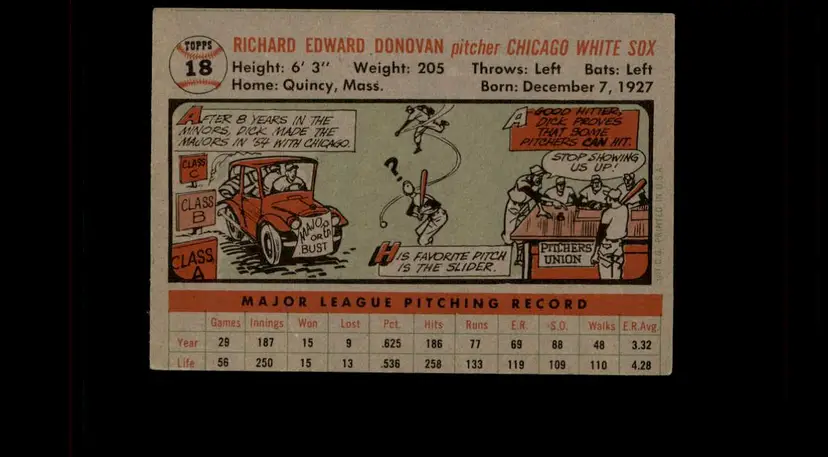 TOPPS
18
RICHARD EDWARD DONOVAN pitcher CHICAGO WHITE SOX
Height: 6' 3" Weight: 205 Throws: Left Bats: Left
Home: Quincy, Mass. Born: December 7, 1927
AFTER 8 YEARS IN THE
MINORS, DICK MADE THE
MAJORS IN '54 WITH CHICAGO.
CLASS
C
CLASS
B
CLASS
A
MAJORS
OR
BUST
?
HIS FAVORITE PITCH
IS THE SLIDER.
A GOOD HITTER,
DICK PROVES
THAT SOME
PITCHERS CAN HIT.
STOP SHOWING
US UP!
PITCHERS
UNION
T.C.G. PRINTED IN U.S.A.
MAJOR LEAGUE PITCHING RECORD
Games Innings Won Lost Pct. Hits Runs E.R. S.O. Walks E.R.Avg.
Year 29 187 15 9 .625 186 77 69 88 48 3.32
Life 56 250 15 13 .536 258 133 119 109 110 4.28